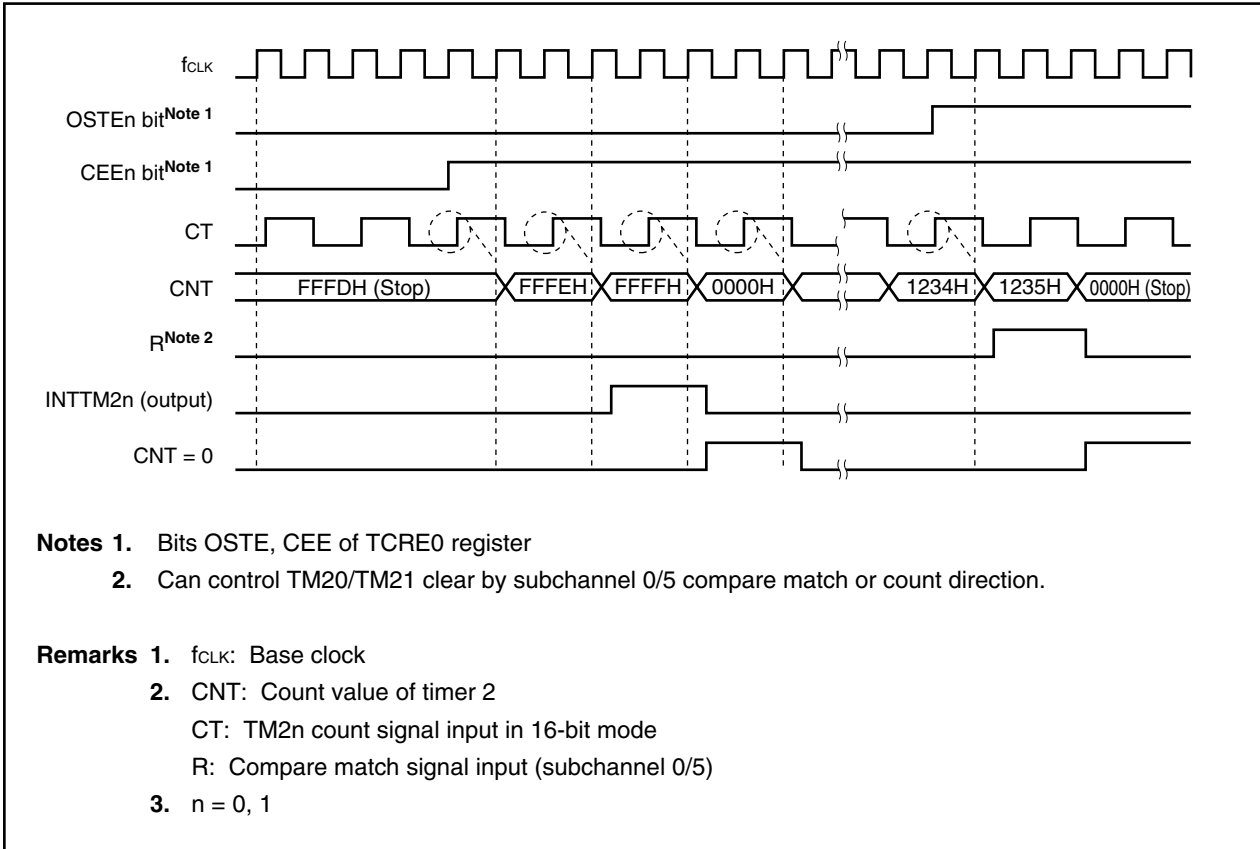 fCLK
OSTEn bitNote 1
CEEn bitNote 1
CT
CNT FFFDH (Stop) FFFEH FFFFH 0000H 1234H 1235H 0000H (Stop)
RNote 2
INTTM2n (output)
CNT = 0
Notes 1. Bits OSTE, CEE of TCRE0 register
2. Can control TM20/TM21 clear by subchannel 0/5 compare match or count direction.
Remarks 1. fCLK: Base clock
2. CNT: Count value of timer 2
CT: TM2n count signal input in 16-bit mode
R: Compare match signal input (subchannel 0/5)
3. n = 0, 1